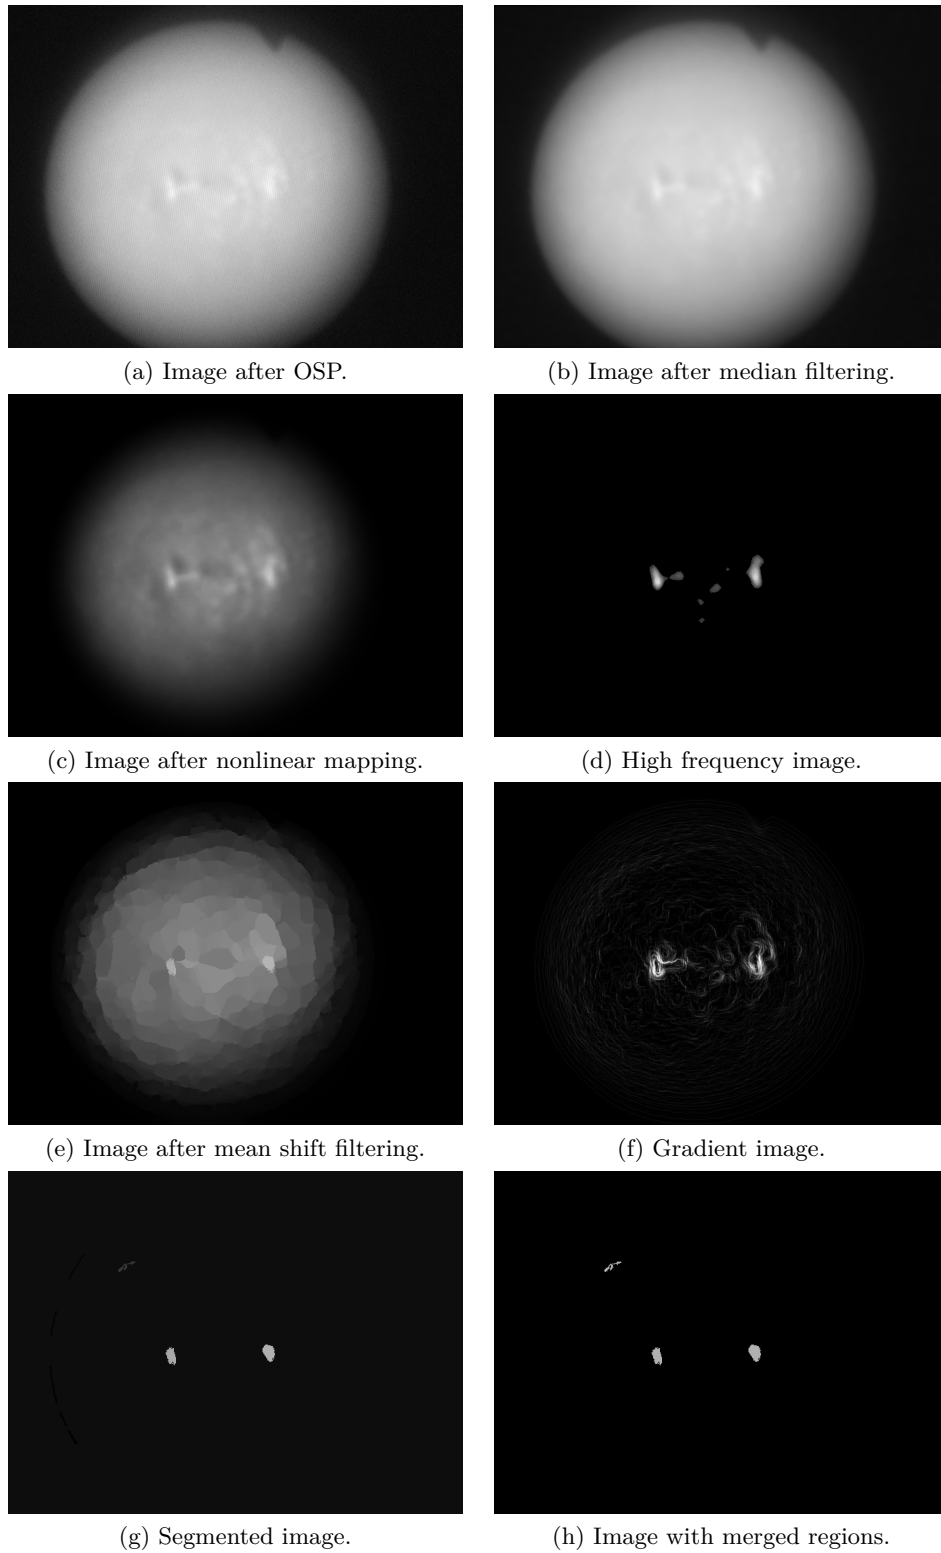 (a) Image after OSP.
(b) Image after median filtering.
(c) Image after nonlinear mapping.
(d) High frequency image.
(e) Image after mean shift filtering.
(f) Gradient image.
(g) Segmented image.
(h) Image with merged regions.